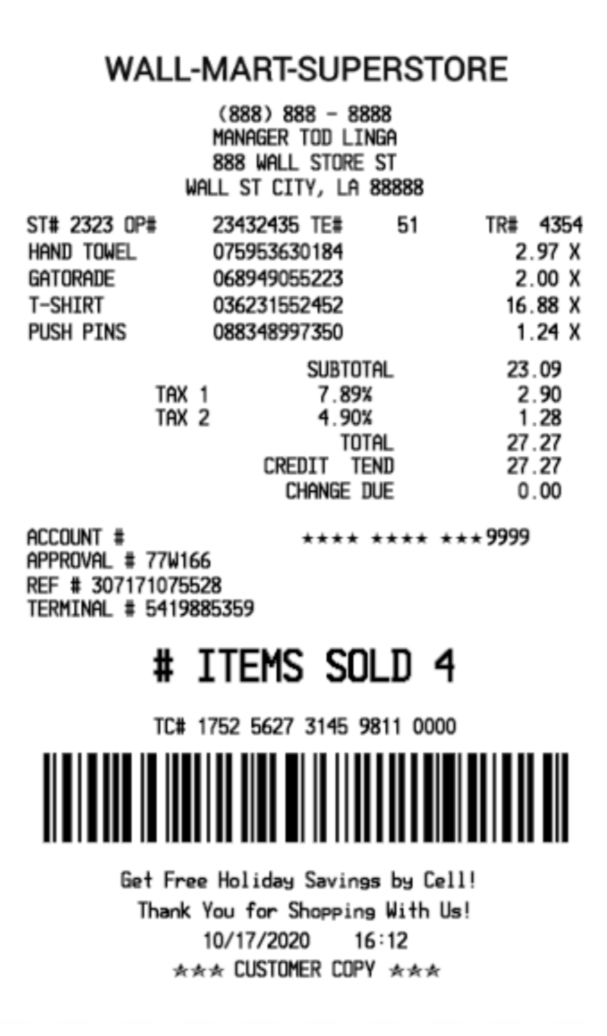 WALL-MART-SUPERSTORE
(888) 888 - 8888
MANAGER TOD LINGA
888 WALL STORE ST
WALL ST CITY, LA 88888
ST# 2323 OP# 23432435 TE# 51 TR# 4354
HAND TOWEL 075953630184 2.97 X
GATORADE 068949055223 2.00 X
T-SHIRT 036231552452 16.88 X
PUSH PINS 088348997350 1.24 X
SUBTOTAL 23.09
TAX 1 7.89% 2.90
TAX 2 4.90% 1.28
TOTAL 27.27
CREDIT TEND 27.27
CHANGE DUE 0.00
ACCOUNT # **** **** ***9999
APPROVAL # 77W166
REF # 307171075528
TERMINAL # 5419885359
# ITEMS SOLD 4
TC# 1752 5627 3145 9811 0000
Get Free Holiday Savings by Cell!
Thank You for Shopping With Us!
10/17/2020 16:12
*** CUSTOMER COPY ***